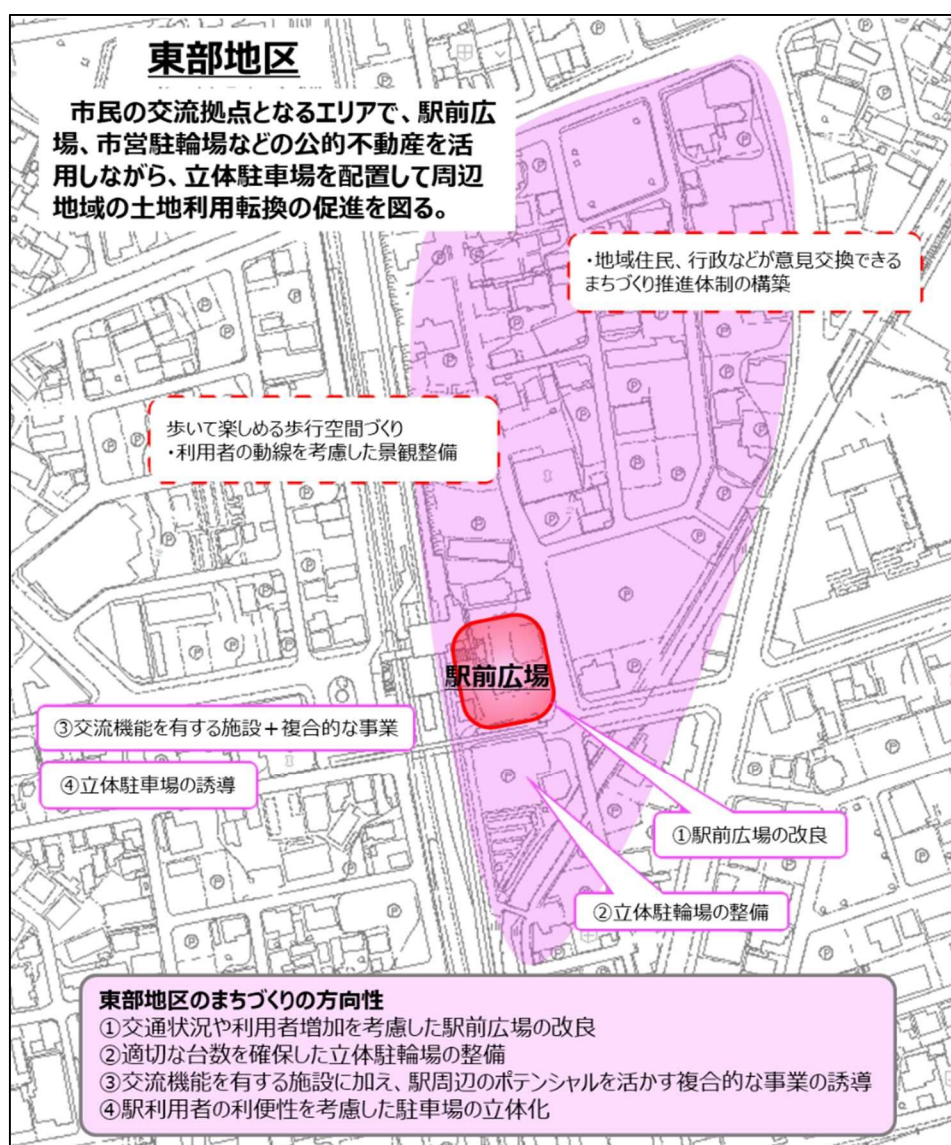 東部地区
市民の交流拠点となるエリアで、駅前広
場、市営駐輪場などの公的不動産を活
用しながら、立体駐車場を配置して周辺
地域の土地利用転換の促進を図る。
・地域住民、行政などが意見交換できる
まちづくり推進体制の構築
歩いて楽しめる歩行空間づくり
・利用者の動線を考慮した景観整備
駅前広場
③交流機能を有する施設＋複合的な事業
④立体駐車場の誘導
①駅前広場の改良
②立体駐輪場の整備
東部地区のまちづくりの方向性
①交通状況や利用者増加を考慮した駅前広場の改良
②適切な台数を確保した立体駐輪場の整備
③交流機能を有する施設に加え、駅周辺のポテンシャルを活かす複合的な事業の誘導
④駅利用者の利便性を考慮した駐車場の立体化